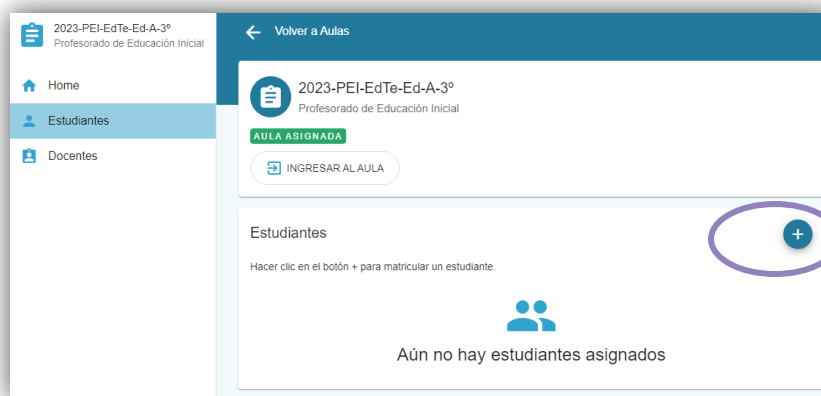 2023-PEI-EdTe-Ed-A-3º
Profesorado de Educación Inicial
Home
Estudiantes
Docentes
Volver a Aulas
2023-PEI-EdTe-Ed-A-3º
Profesorado de Educación Inicial
AULA ASIGNADA
INGRESAR AL AULA
Estudiantes
+
Hacer clic en el botón + para matricular un estudiante.
Aún no hay estudiantes asignados